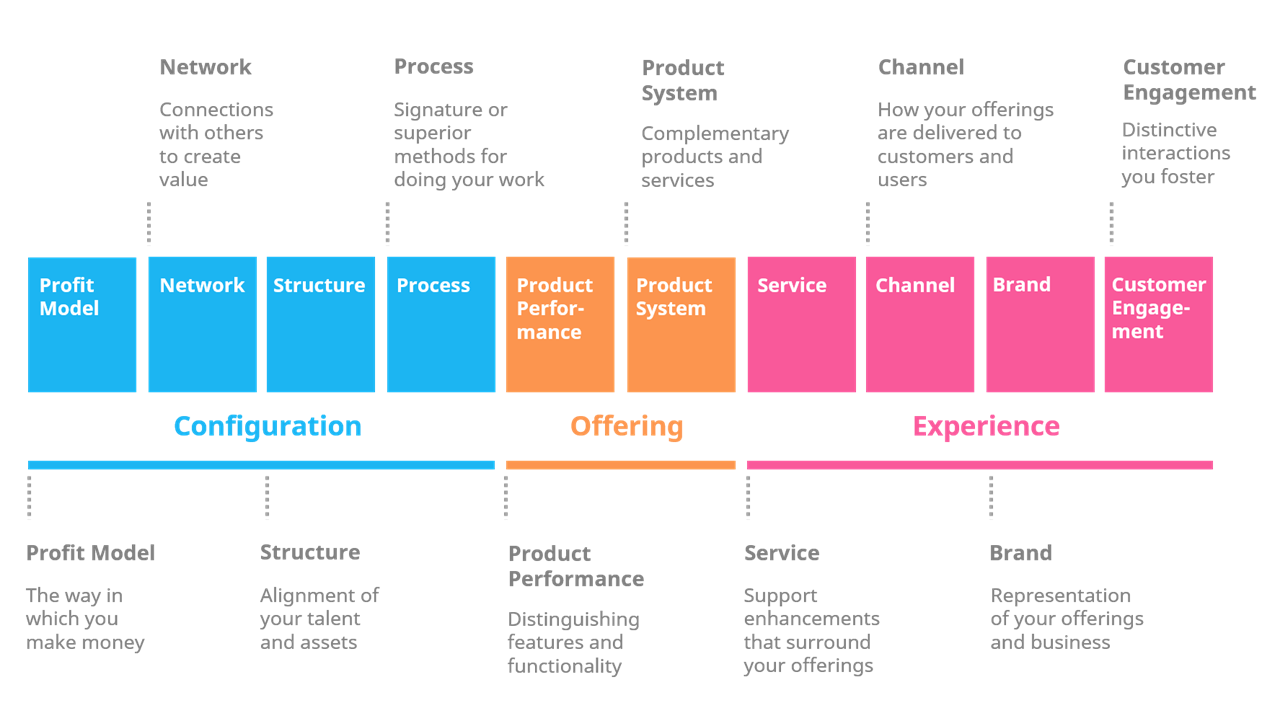 Network
Connections
with others
to create
value
Process
Signature or
superior
methods for
doing your work
Product
System
Complementary
products and
services
Channel
How your offerings
are delivered to
customers and
users
Customer
Engagement
Distinctive
interactions
you foster
Profit
Model
Network
Structure
Process
Product
Perfor-
mance
Product
System
Service
Channel
Brand
Customer
Engage-
ment
Configuration
Offering
Experience
Profit Model
The way in
which you
make money
Structure
Alignment of
your talent
and assets
Product
Performance
Distinguishing
features and
functionality
Service
Support
enhancements
that surround
your offerings
Brand
Representation
of your offerings
and business